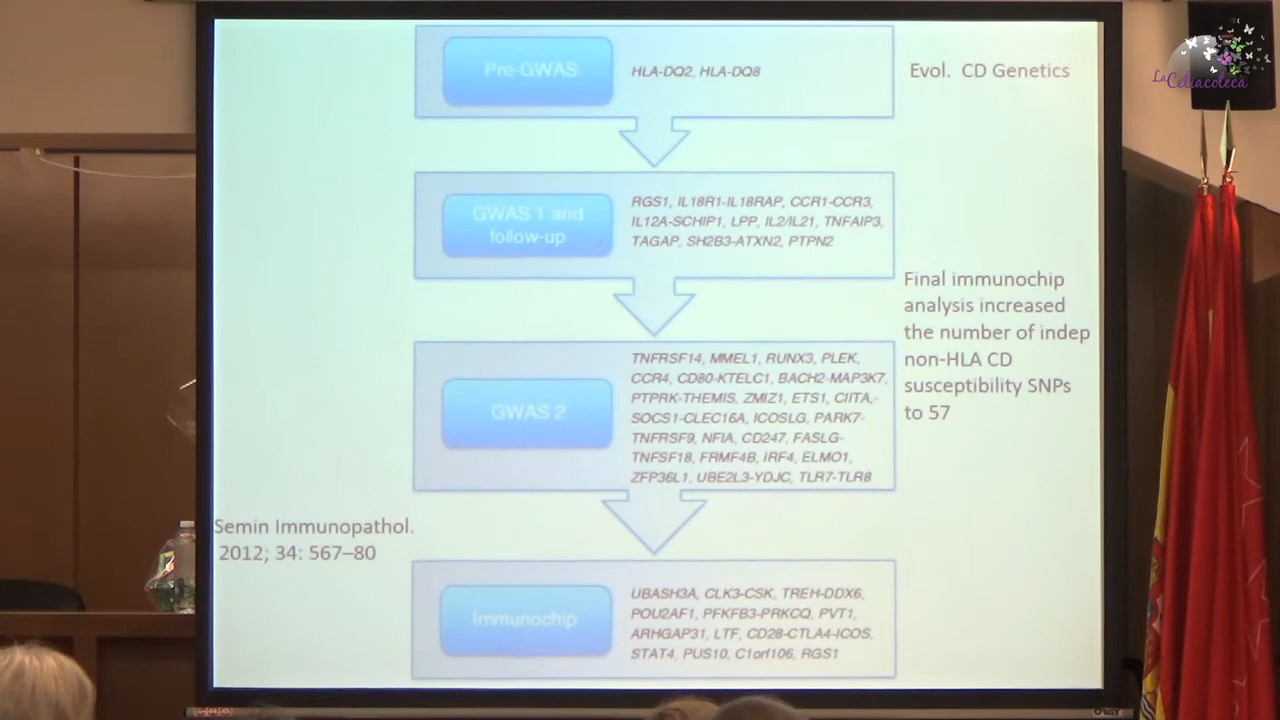 Pre-GWAS
HLA-DQ2, HLA-DQ8
Evol. CD Genetics
La Celiacoteca
GWAS 1 and
follow-up
RGS1, IL18R1-IL18RAP, CCR1-CCR3,
IL12A-SCHIP1, LPP, IL2/IL21, TNFAIP3,
TAGAP, SH2B3-ATXN2, PTPN2
Final immunochip
analysis increased
the number of indep
non-HLA CD
susceptibility SNPs
to 57
GWAS 2
TNFRSF14, MMEL1, RUNX3, PLEK,
CCR4, CD80-KTELC1, BACH2-MAP3K7,
PTPRK-THEMIS, ZMIZ1, ETS1, CIITA,-
SOCS1-CLEC16A, ICOSLG, PARK7-
TNFRSF9, NFIA, CD247, FASLG-
TNFSF18, FRMF4B, IRF4, ELMO1,
ZFP36L1, UBE2L3-YDJC, TLR7-TLR8
Semin Immunopathol.
2012; 34: 567–80
Immunochip
UBASH3A, CLK3-CSK, TREH-DDX6,
POU2AF1, PFKFB3-PRKCQ, PVT1,
ARHGAP31, LTF, CD28-CTLA4-ICOS,
STAT4, PUS10, C1orf106, RGS1